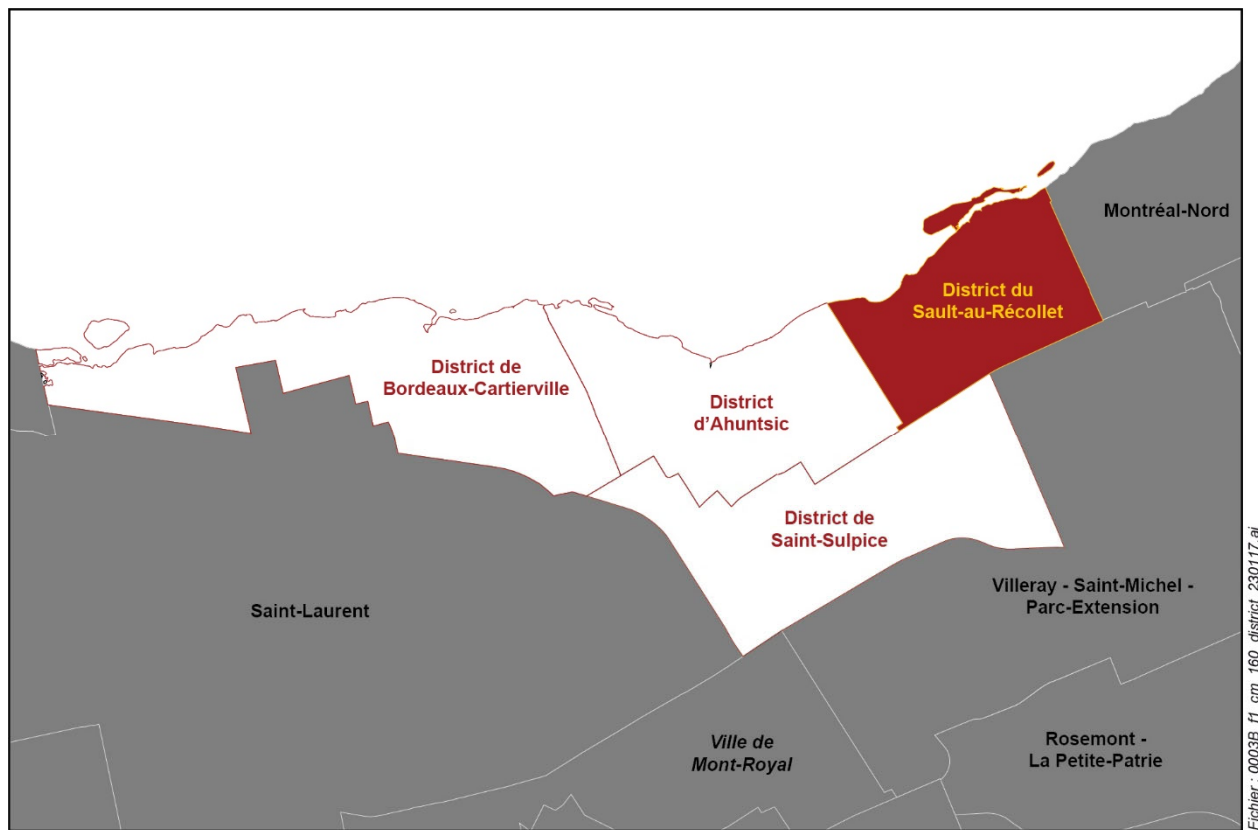 Montréal-Nord
District du
Sault-au-Récollet
District de
Bordeaux-Cartierville
District
d'Ahuntsic
District de
Saint-Sulpice
Saint-Laurent
Villeray - Saint-Michel -
Parc-Extension
Ville de
Mont-Royal
Rosemont -
La Petite-Patrie
Fichier : 0003B_f1_cm_160_district_230117.ai